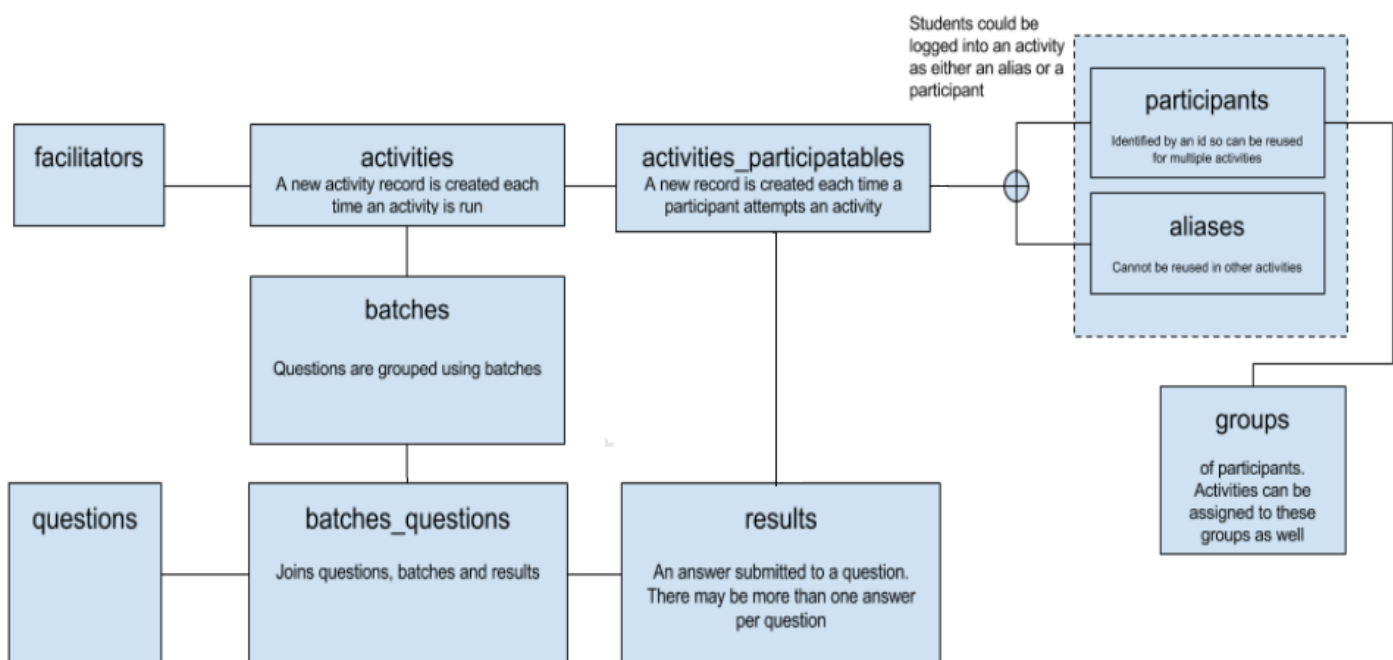 Students could be
logged into an activity
as either an alias or a
participant
participants
Identified by an id so can be reused
for multiple activities
facilitators
activities
A new activity record is created each
time an activity is run
activities_participatables
A new record is created each time a
participant attempts an activity
aliases
Cannot be reused in other activities
batches
Questions are grouped using batches
groups
of participants.
Activities can be
assigned to these
groups as well
questions
batches_questions
Joins questions, batches and results
results
An answer submitted to a question.
There may be more than one answer
per question